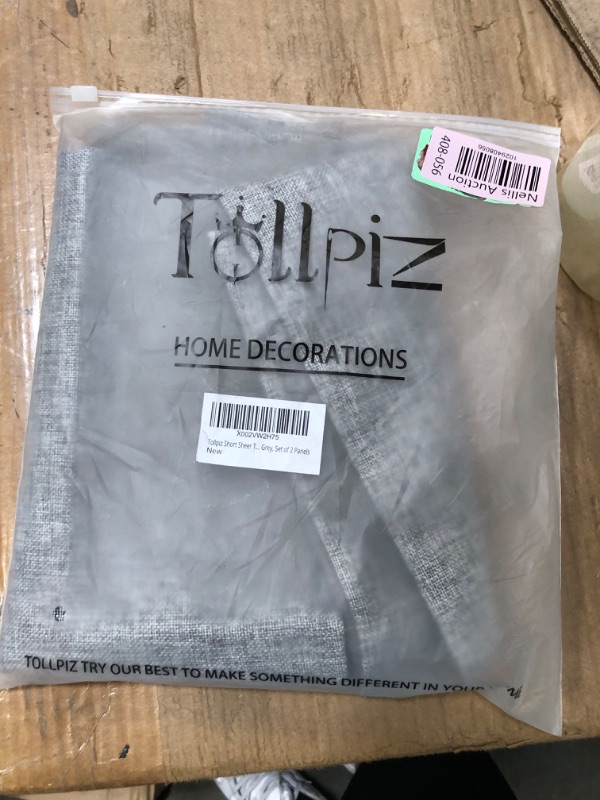 1029408056
Nellis Auction
408-056
Tollpiz
HOME DECORATIONS
X002VW2H75
Tollpiz Short Sheer T... Grey, Set of 2 Panels
New
TOLLPIZ TRY OUR BEST TO MAKE SOMETHING DIFFERENT IN YOUR